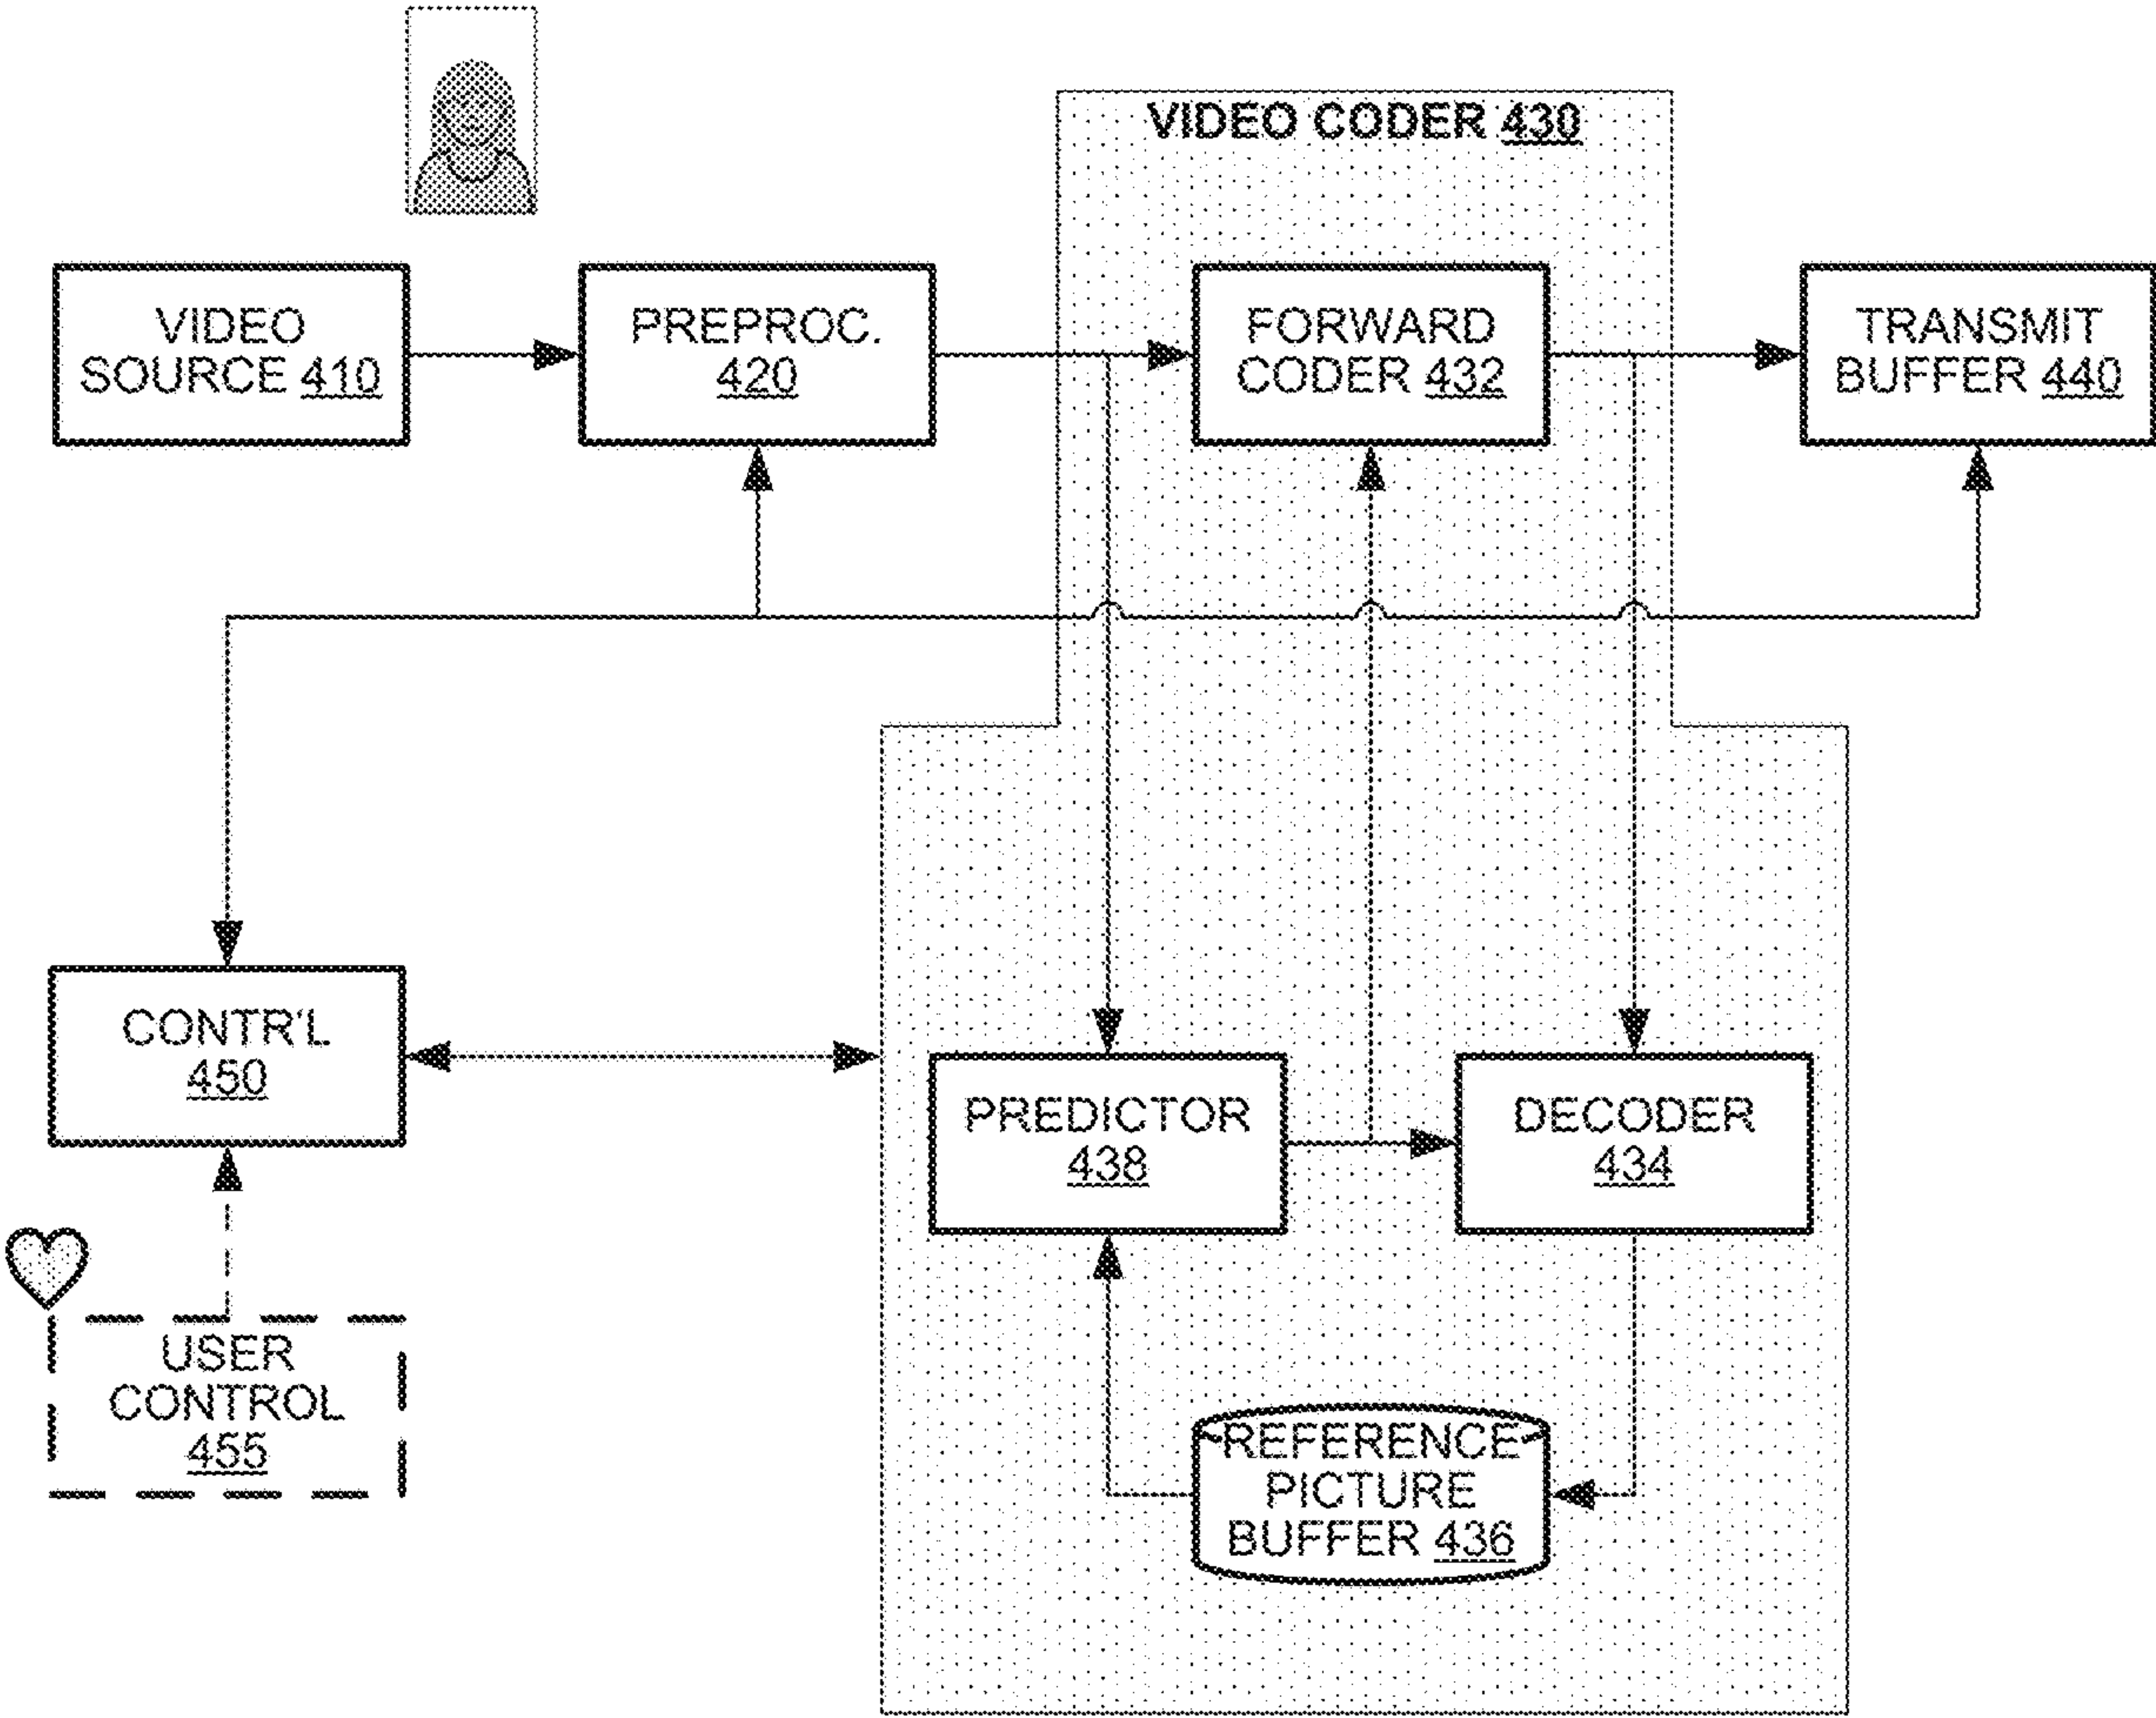 VIDEO CODER 430
VIDEO
SOURCE 410
PREPROC.
420
FORWARD
CODER 432
TRANSMIT
BUFFER 440
CONTR'L
450
PREDICTOR
438
DECODER
434
USER
CONTROL
455
REFERENCE
PICTURE
BUFFER 436